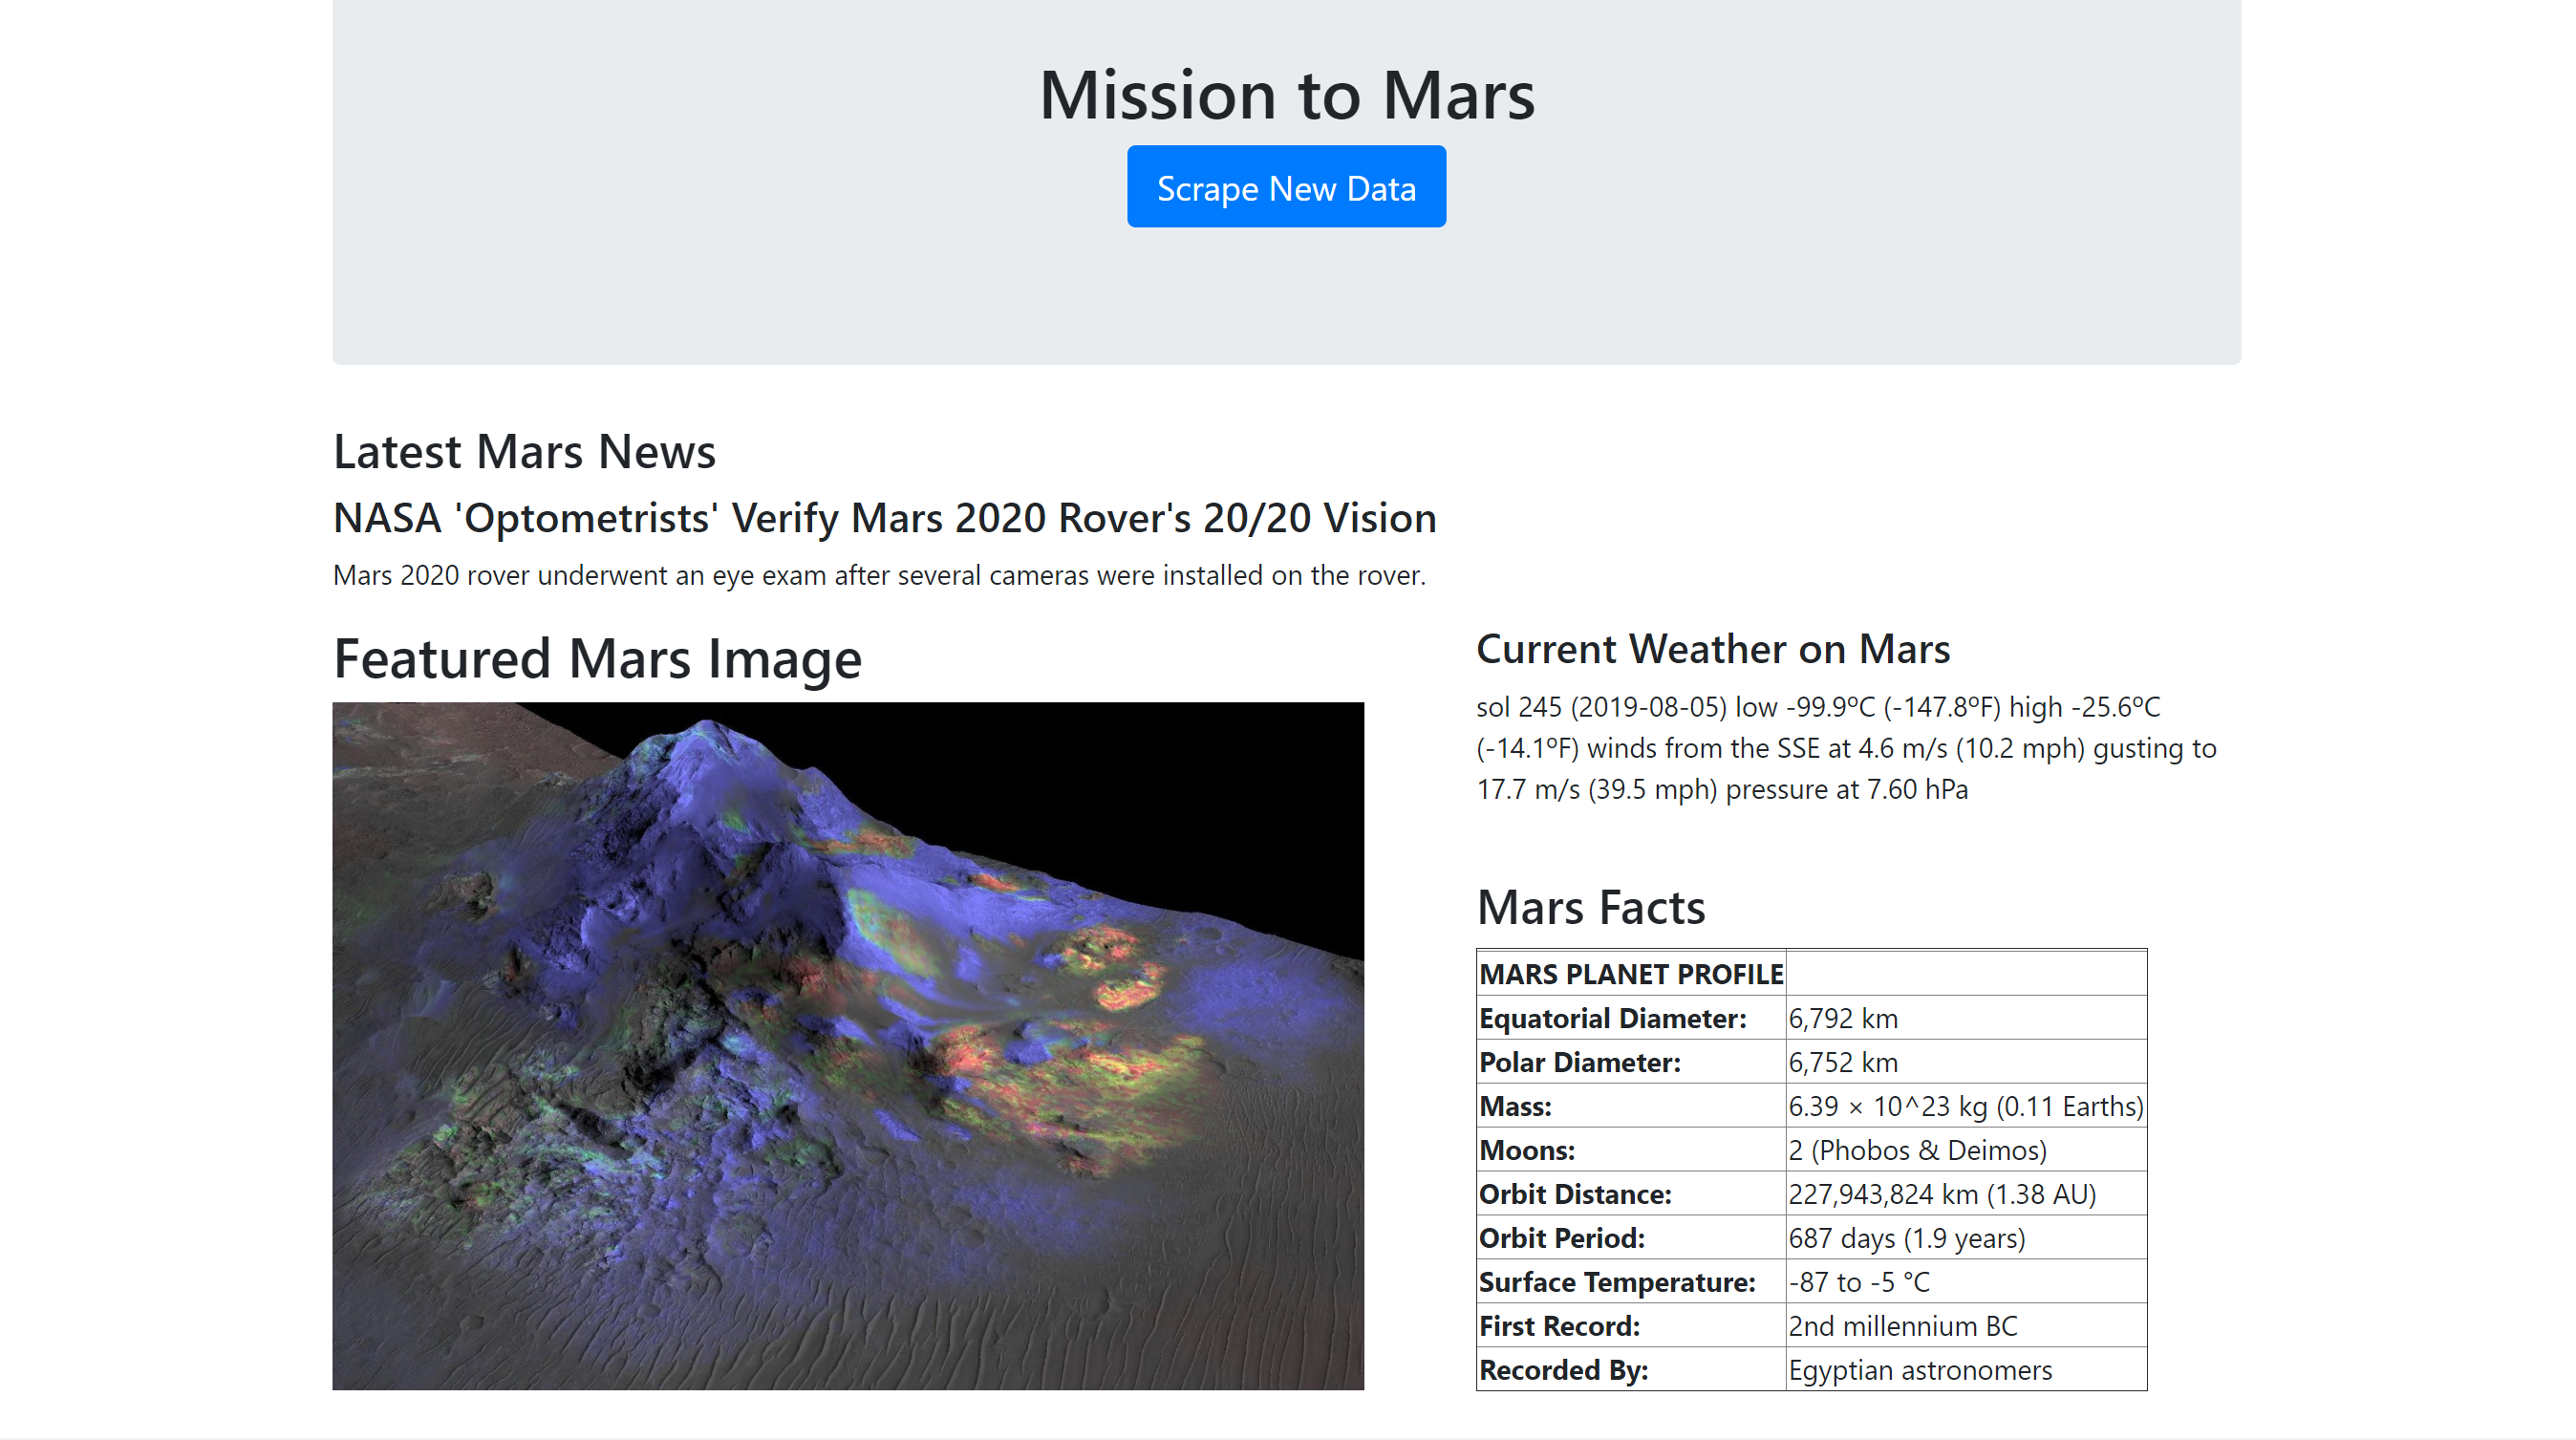 Mission to Mars
Scrape New Data
Latest Mars News
NASA 'Optometrists' Verify Mars 2020 Rover's 20/20 Vision
Mars 2020 rover underwent an eye exam after several cameras were installed on the rover.
Featured Mars Image
Current Weather on Mars
sol 245 (2019-08-05) low -99.9ºC (-147.8ºF) high -25.6ºC
(-14.1ºF) winds from the SSE at 4.6 m/s (10.2 mph) gusting to
17.7 m/s (39.5 mph) pressure at 7.60 hPa
Mars Facts
MARS PLANET PROFILE
Equatorial Diameter: 6,792 km
Polar Diameter: 6,752 km
Mass: 6.39 × 10^23 kg (0.11 Earths)
Moons: 2 (Phobos & Deimos)
Orbit Distance: 227,943,824 km (1.38 AU)
Orbit Period: 687 days (1.9 years)
Surface Temperature: -87 to -5 °C
First Record: 2nd millennium BC
Recorded By: Egyptian astronomers